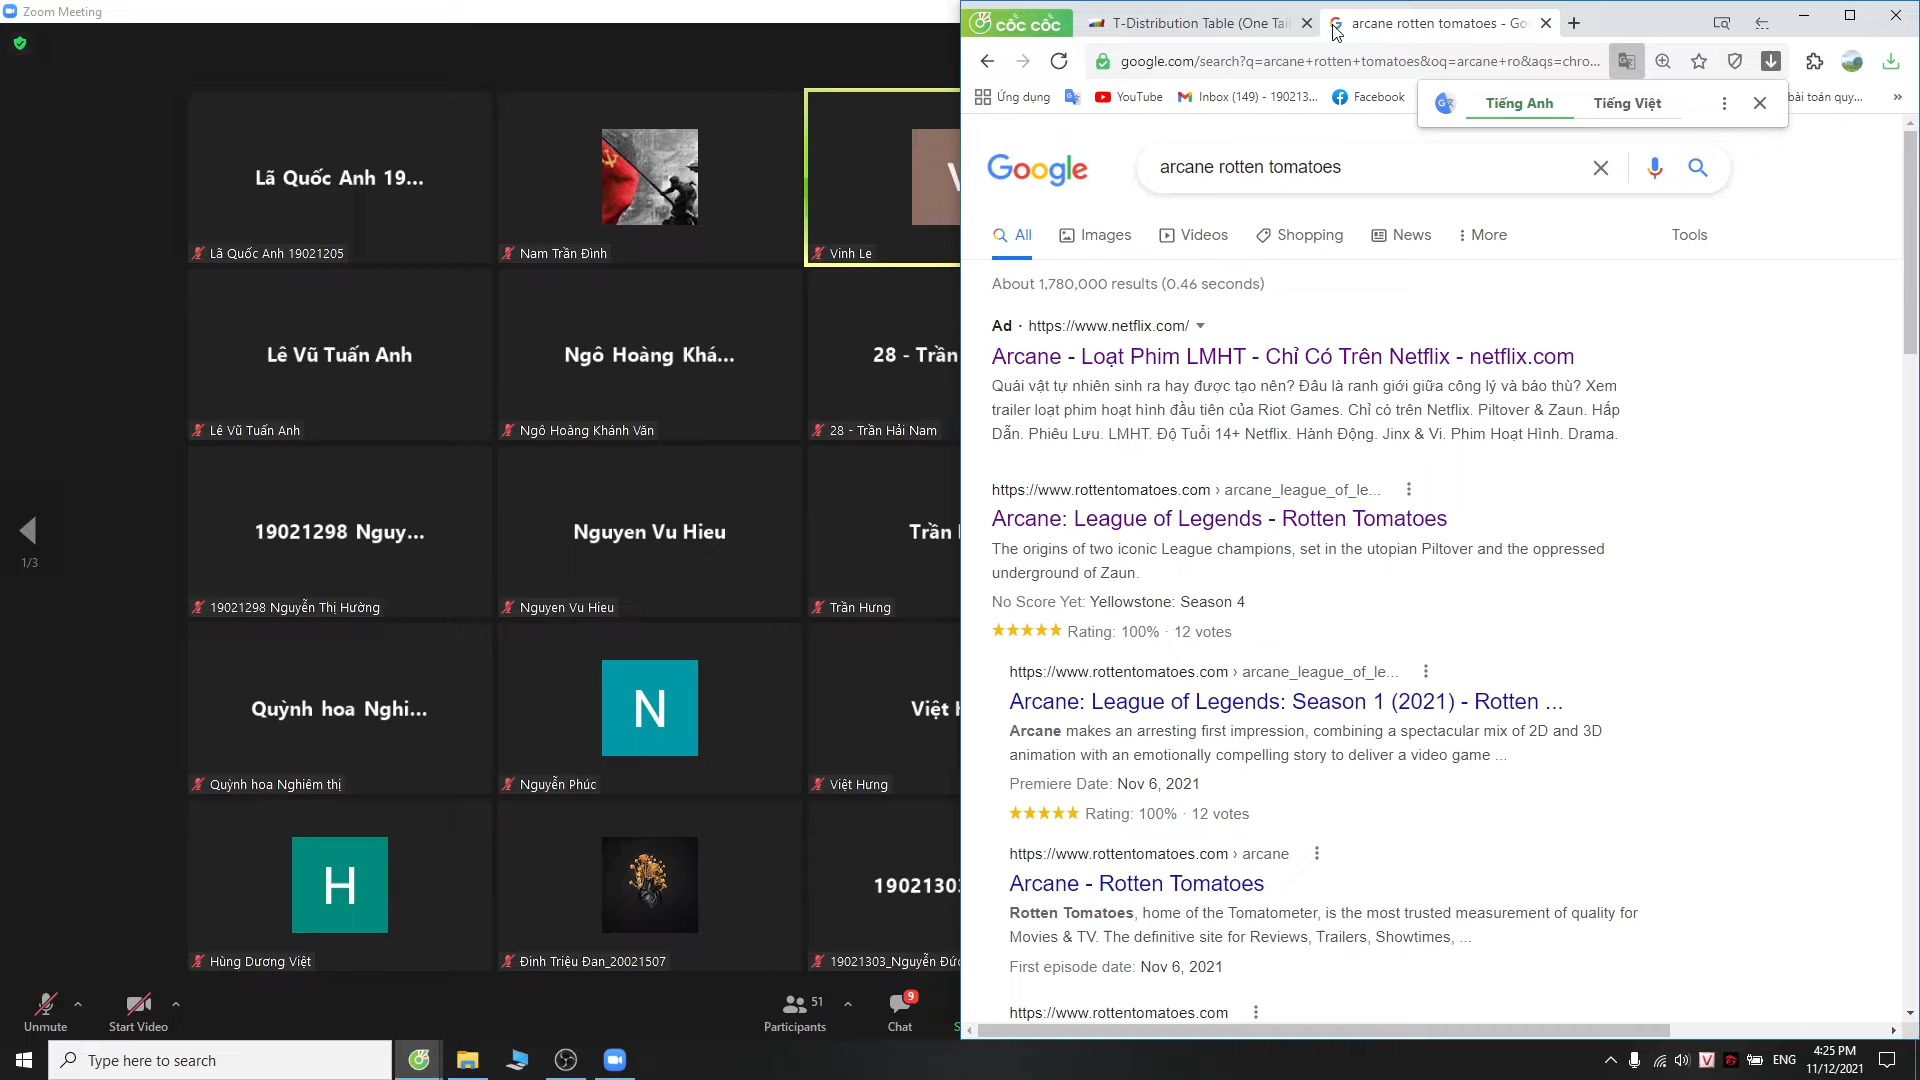 Zoom Meeting
Lã Quốc Anh 19...
Lã Quốc Anh 19021205
Nam Trần Đình
V
Vinh Le
Lê Vũ Tuấn Anh
Lê Vũ Tuấn Anh
Ngô Hoàng Khá...
Ngô Hoàng Khánh Văn
28 - Trần
28 - Trần Hải Nam
19021298 Nguy...
19021298 Nguyễn Thị Hường
Nguyen Vu Hieu
Nguyen Vu Hieu
Trần
Trần Hưng
1/3
Quỳnh hoa Nghi...
Quỳnh hoa Nghiêm thị
N
Nguyễn Phúc
Việt
Việt Hưng
H
Hùng Dương Việt
Đinh Triệu Đan_20021507
19021303
19021303_Nguyễn Đức
Unmute
Start Video
51
Participants
9
Chat
cốc cốc
T-Distribution Table (One Tai
arcane rotten tomatoes - Go
google.com/search?q=arcane+rotten+tomatoes&oq=arcane+ro&aqs=chro...
Ứng dụng
YouTube
Inbox (149) - 190213...
Facebook
Tiếng Anh
Tiếng Việt
bài toán quy...
»
Google
arcane rotten tomatoes
All
Images
Videos
Shopping
News
More
Tools
About 1,780,000 results (0.46 seconds)
Ad · https://www.netflix.com/
Arcane - Loạt Phim LMHT - Chỉ Có Trên Netflix - netflix.com
Quái vật tự nhiên sinh ra hay được tạo nên? Đâu là ranh giới giữa công lý và báo thù? Xem
trailer loạt phim hoạt hình đầu tiên của Riot Games. Chỉ có trên Netflix. Piltover & Zaun. Hấp
Dẫn. Phiêu Lưu. LMHT. Độ Tuổi 14+ Netflix. Hành Động. Jinx & Vi. Phim Hoạt Hình. Drama.
https://www.rottentomatoes.com › arcane_league_of_le...
Arcane: League of Legends - Rotten Tomatoes
The origins of two iconic League champions, set in the utopian Piltover and the oppressed
underground of Zaun.
No Score Yet: Yellowstone: Season 4
Rating: 100% · 12 votes
https://www.rottentomatoes.com › arcane_league_of_le...
Arcane: League of Legends: Season 1 (2021) - Rotten ...
Arcane makes an arresting first impression, combining a spectacular mix of 2D and 3D
animation with an emotionally compelling story to deliver a video game ...
Premiere Date: Nov 6, 2021
Rating: 100% · 12 votes
https://www.rottentomatoes.com › arcane
Arcane - Rotten Tomatoes
Rotten Tomatoes, home of the Tomatometer, is the most trusted measurement of quality for
Movies & TV. The definitive site for Reviews, Trailers, Showtimes, ...
First episode date: Nov 6, 2021
https://www.rottentomatoes.com
Type here to search
V
ENG
4:25 PM
11/12/2021